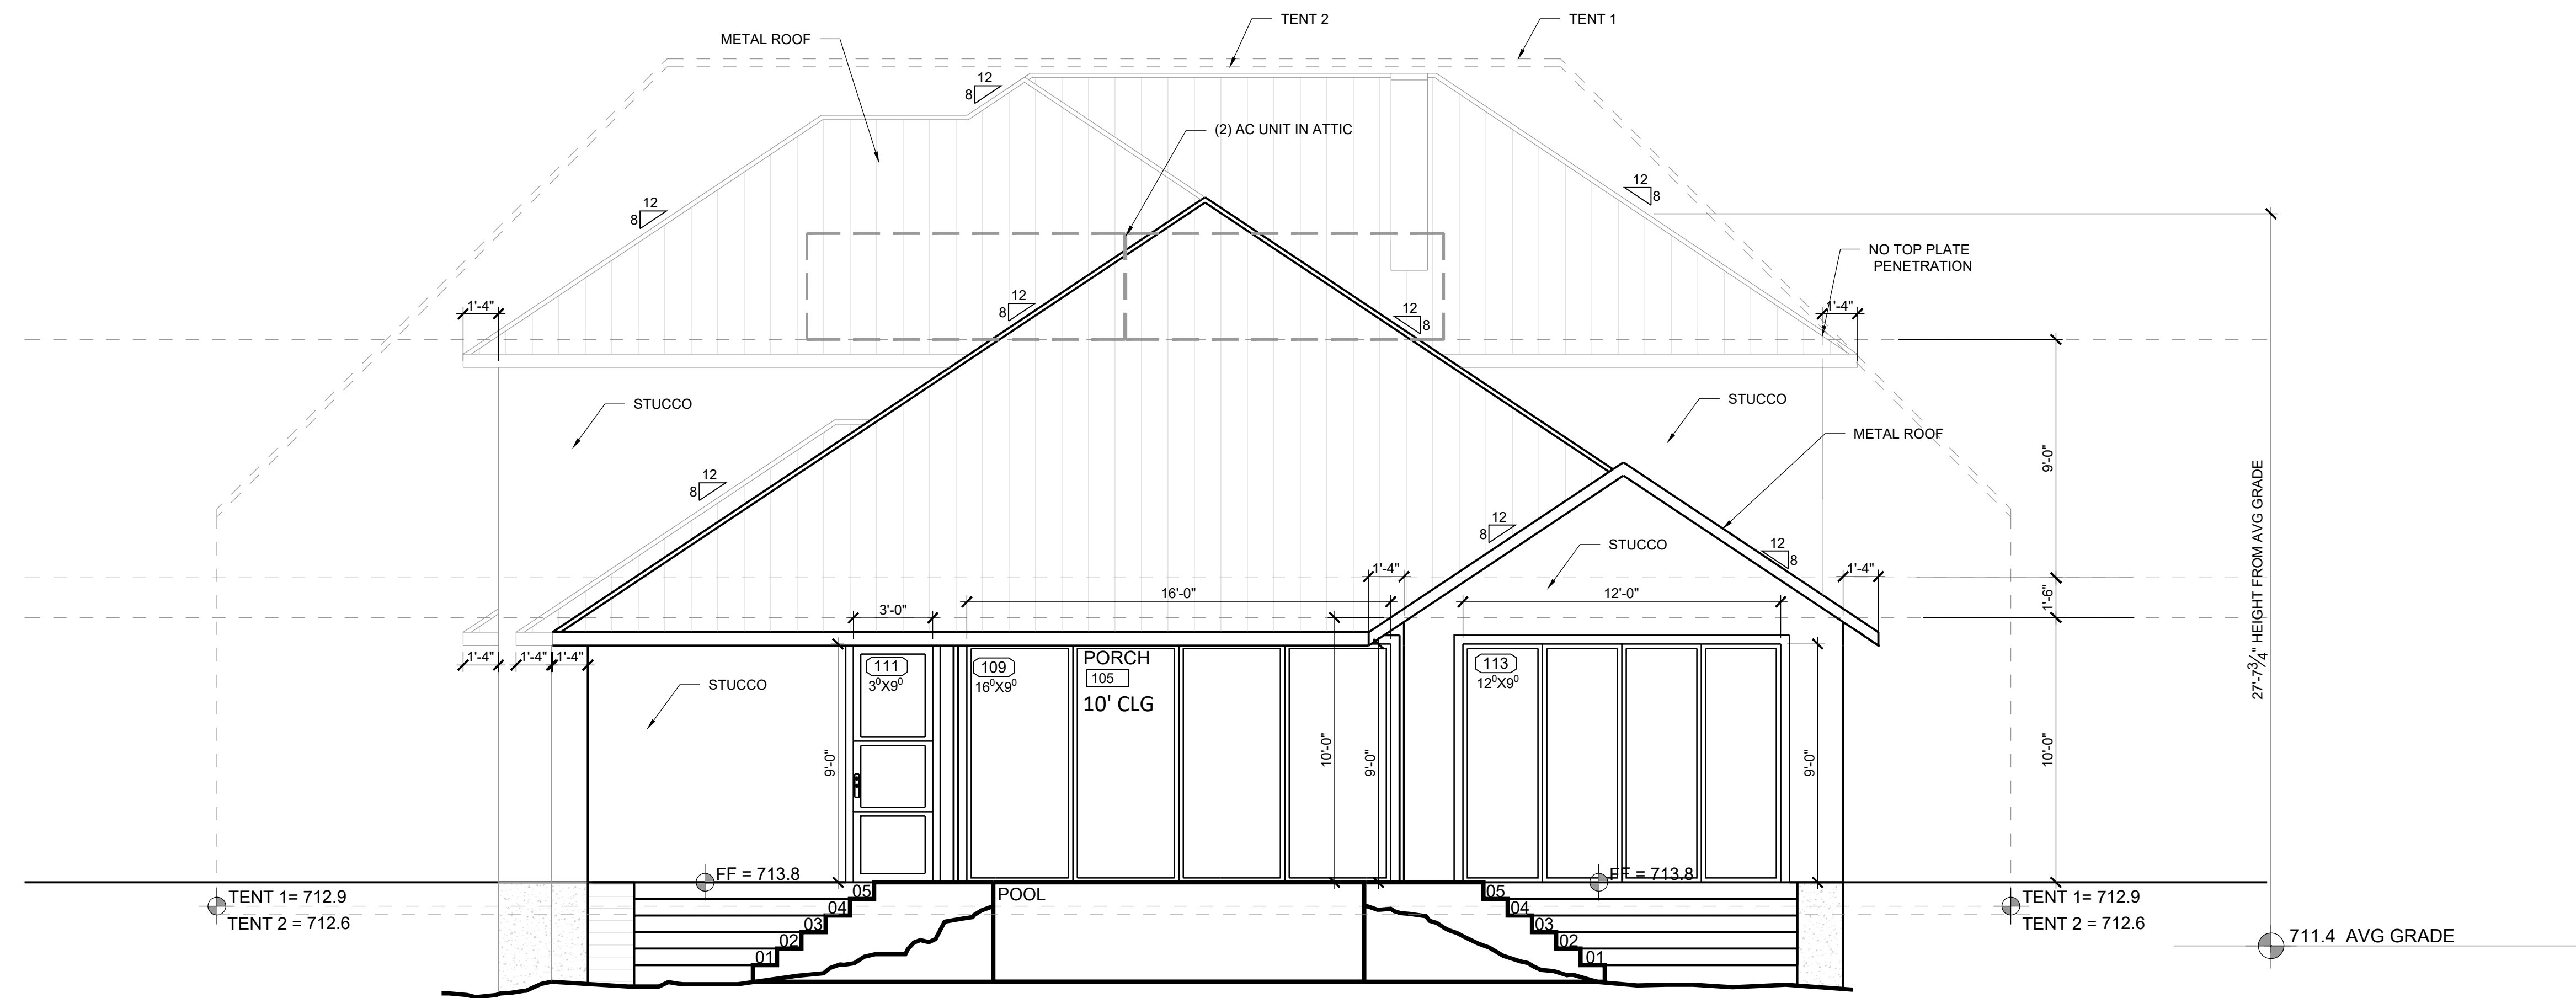 TENT 2
TENT 1
METAL ROOF
12
8
(2) AC UNIT IN ATTIC
12
8
12
8
NO TOP PLATE
PENETRATION
1'-4"
12
8
12
8
1'-4"
STUCCO
STUCCO
METAL ROOF
9'-0"
27'-7 3/4" HEIGHT FROM AVG GRADE
12
8
12
8
STUCCO
12
8
1'-4"
1'-4"
16'-0"
12'-0"
3'-0"
1'-6"
1'-4"
1'-4"
1'-4"
111
3⁰X9⁰
109
16⁰X9⁰
PORCH
105
10' CLG
113
12⁰X9⁰
STUCCO
9'-0"
10'-0"
9'-0"
9'-0"
10'-0"
FF = 713.8
FF = 713.8
05
POOL
05
TENT 1= 712.9
TENT 1= 712.9
04
04
TENT 2 = 712.6
TENT 2 = 712.6
03
03
711.4 AVG GRADE
02
02
01
01